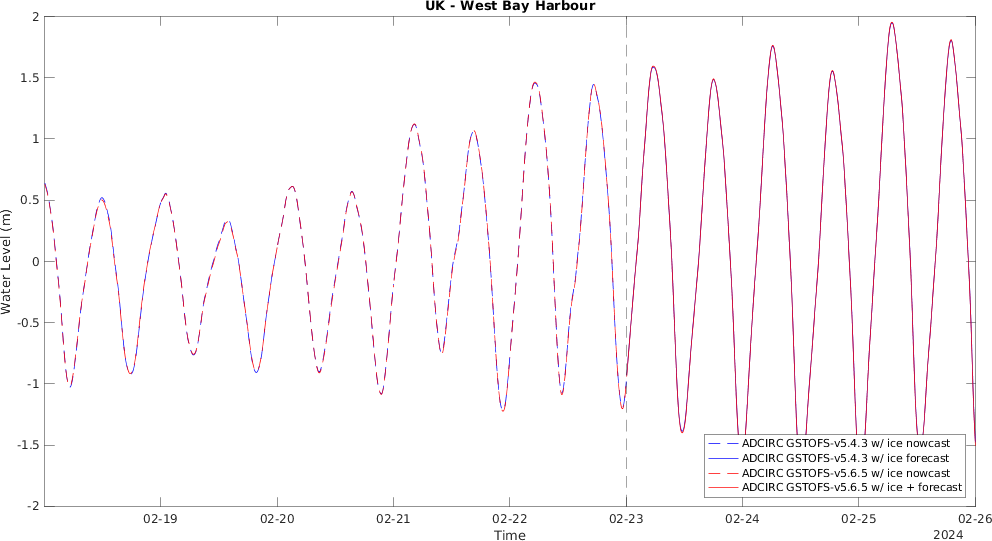 UK - West Bay Harbour
2
1.5
1
0.5
0
-0.5
-1
-1.5
-2
Water Level (m)
02-19 02-20 02-21 02-22 02-23 02-24 02-25 02-26
Time
2024
ADCIRC GSTOFS-v5.4.3 w/ ice nowcast
ADCIRC GSTOFS-v5.4.3 w/ ice forecast
ADCIRC GSTOFS-v5.6.5 w/ ice nowcast
ADCIRC GSTOFS-v5.6.5 w/ ice + forecast